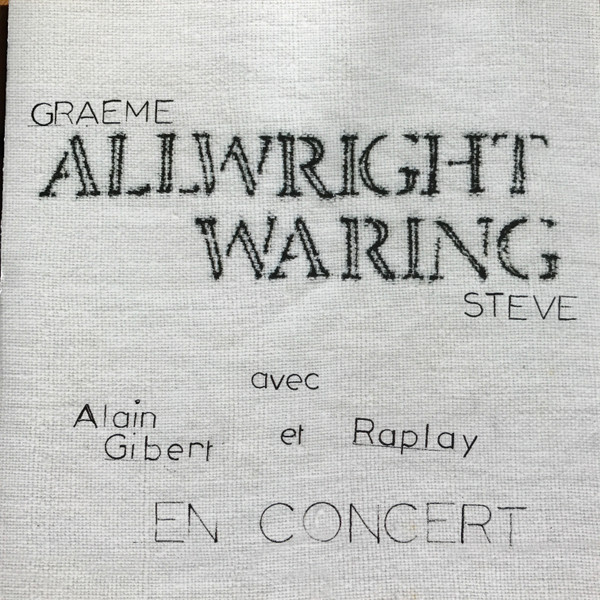 GRAEME
ALLWRIGHT
WARING
STEVE
avec
Alain
Gibert et Raplay
EN CONCERT